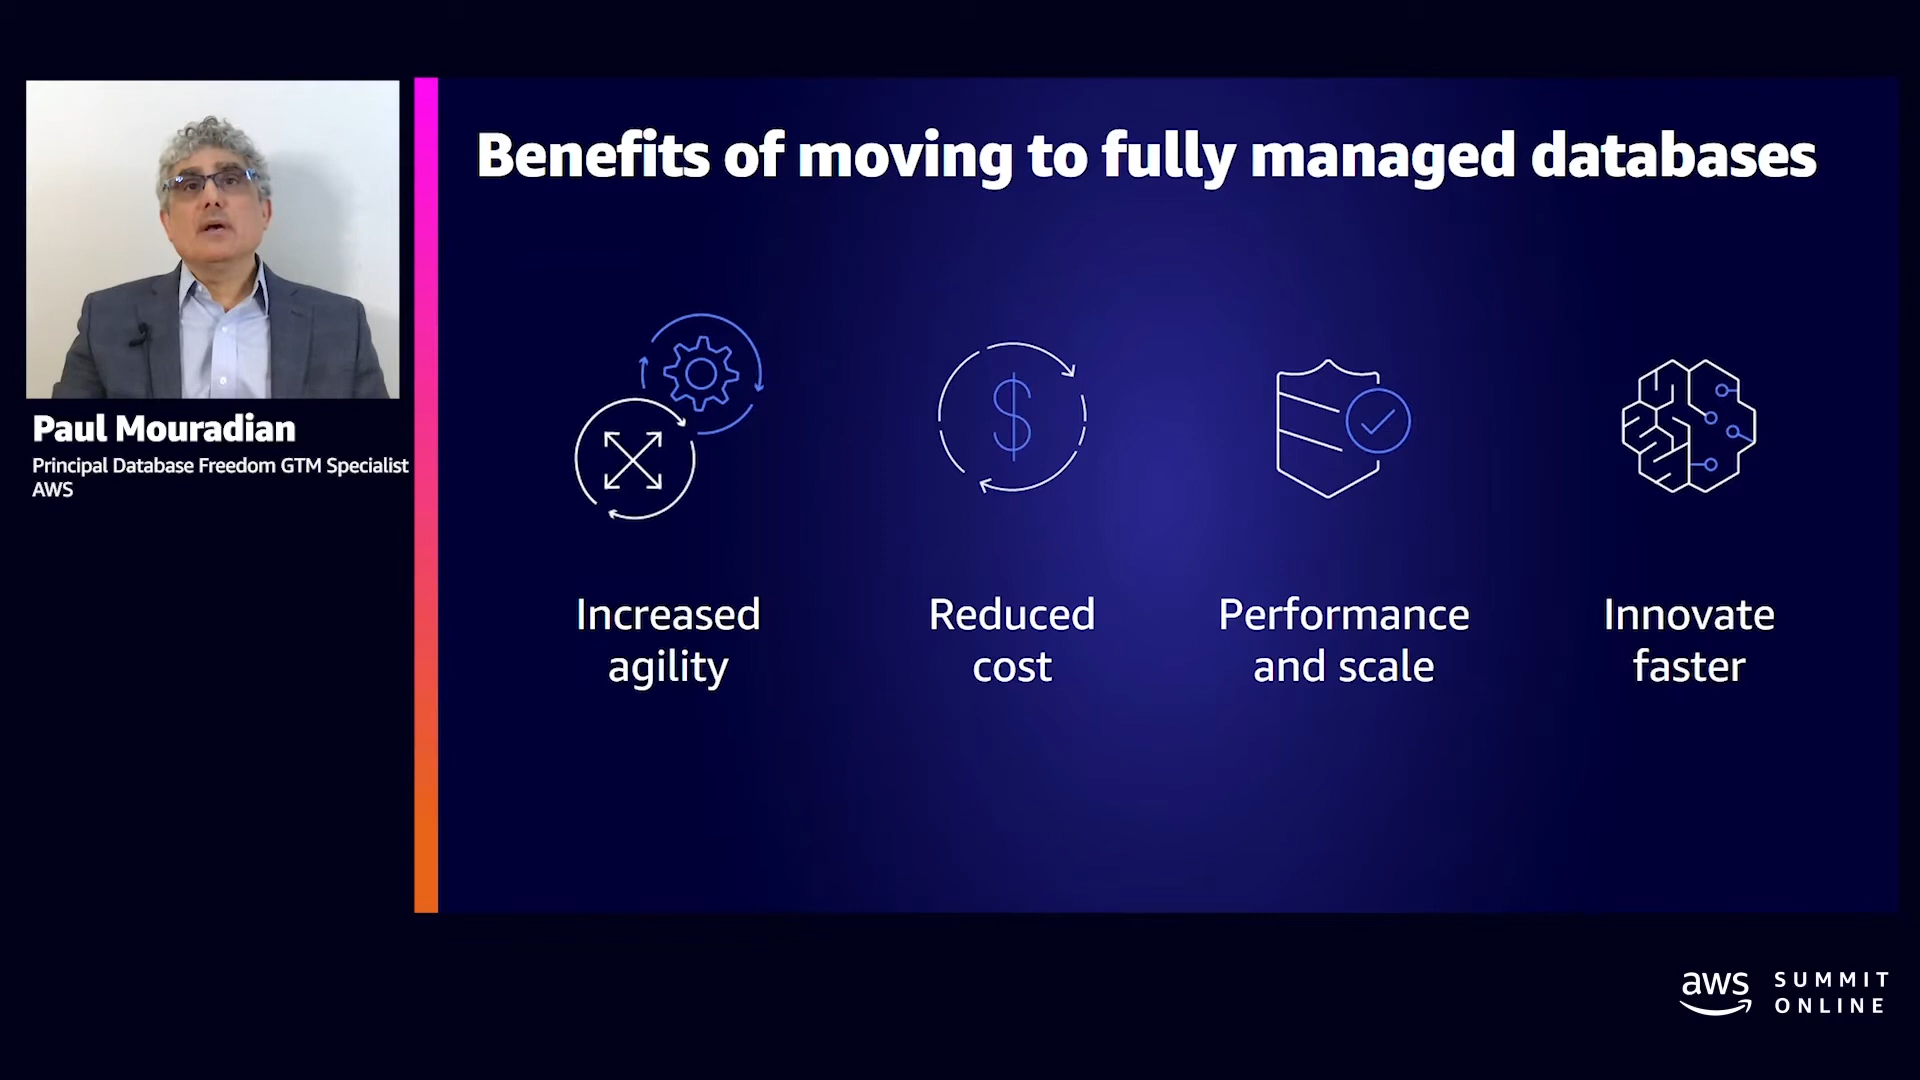 Benefits of moving to fully managed databases
Paul Mouradian
Principal Database Freedom GTM Specialist
AWS
Increased
agility
Reduced
cost
Performance
and scale
Innovate
faster
aws SUMMIT
ONLINE